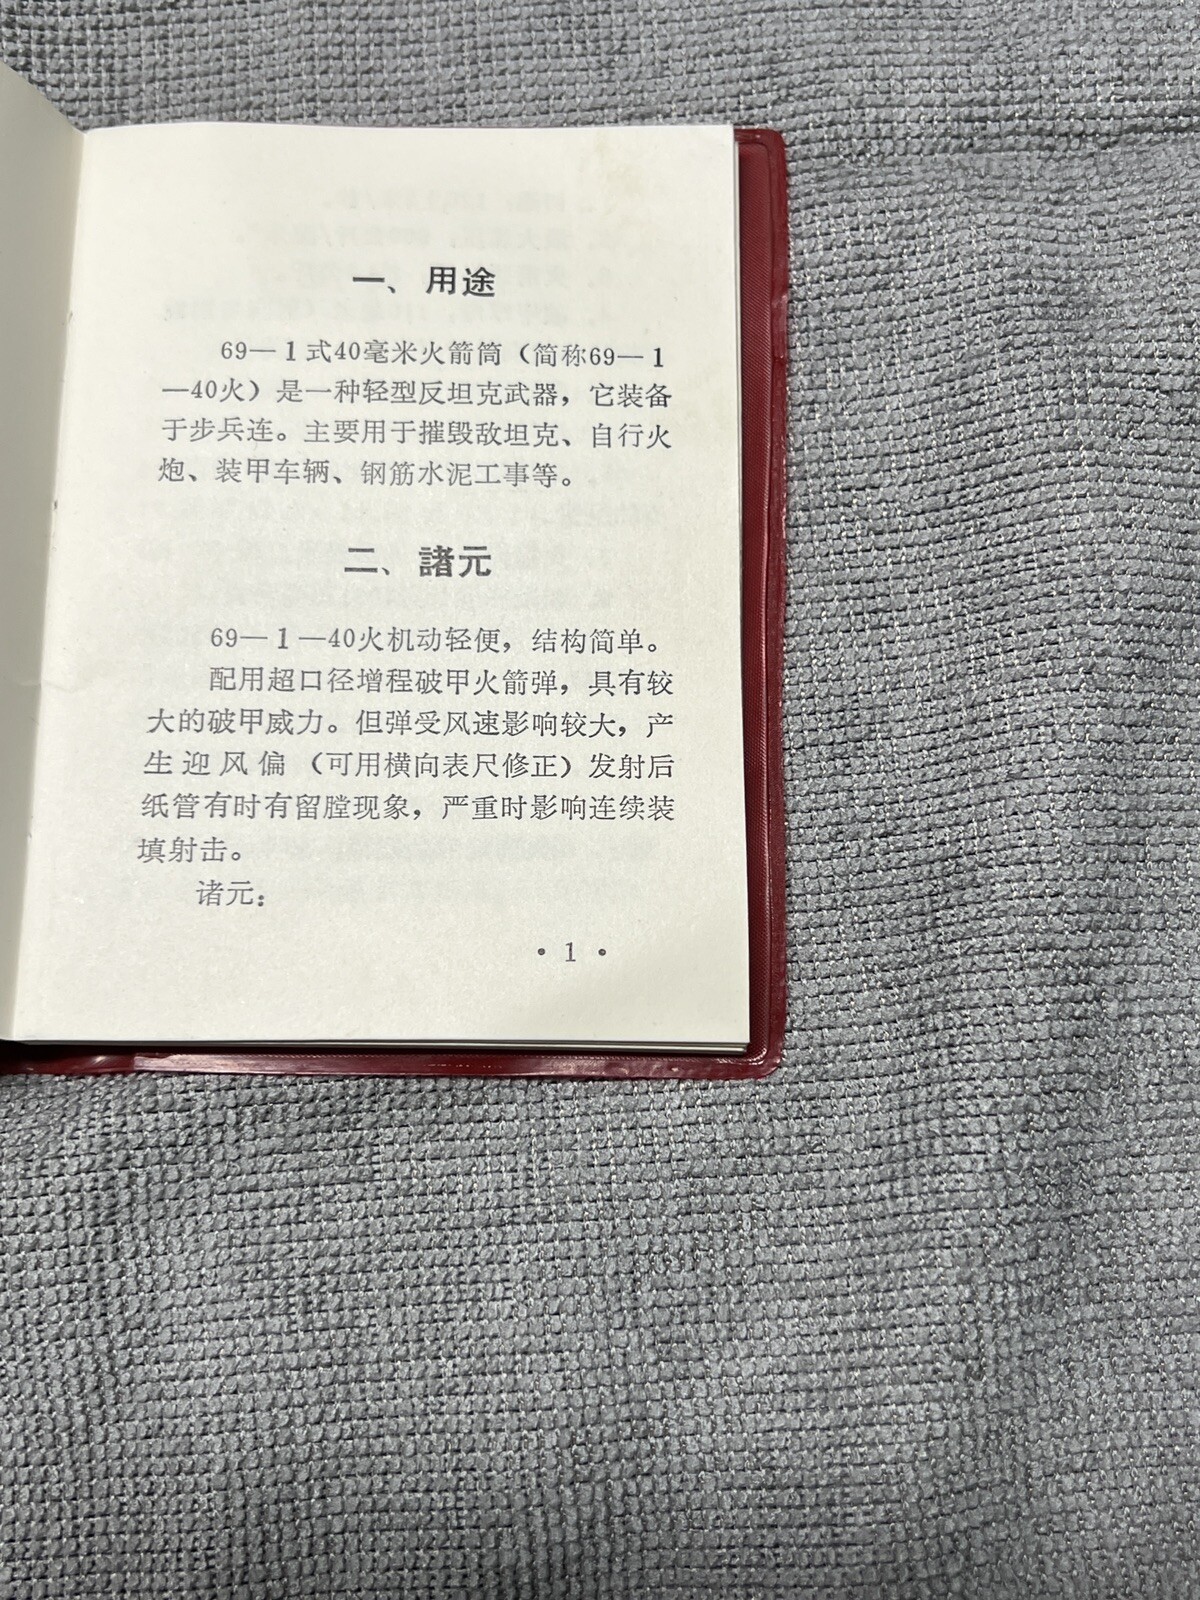 一、用途
69—1式40毫米火箭筒（简称69—1
—40火）是一种轻型反坦克武器，它装备
于步兵连。主要用于摧毁敌坦克、自行火
炮、装甲车辆、钢筋水泥工事等。
二、諸元
69—1—40火机动轻便，结构简单。
配用超口径增程破甲火箭弹，具有较
大的破甲威力。但弹受风速影响较大，产
生迎风偏（可用横向表尺修正）发射后
纸管有时有留膛现象，严重时影响连续装
填射击。
诸元：
• 1 •